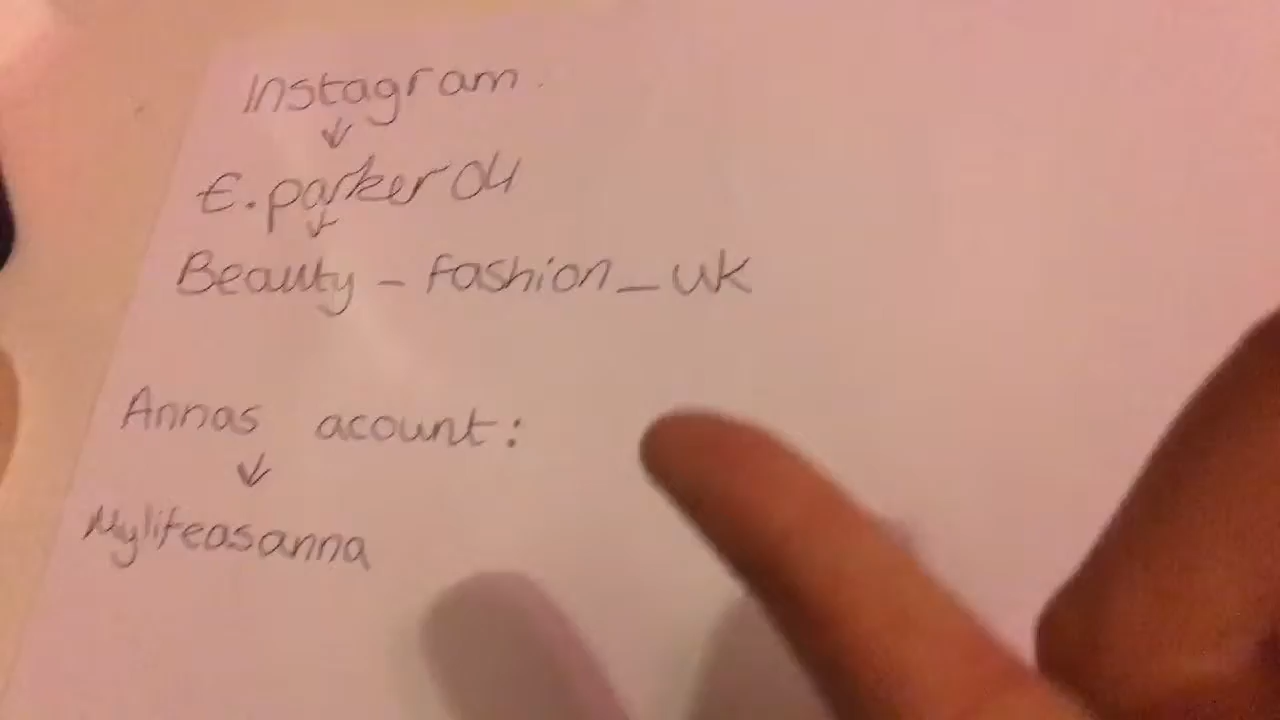 Instagram.
↓
E.parker04
↓
Beauty - fashion_uk
Annas acount:
↓
Mylifeasanna